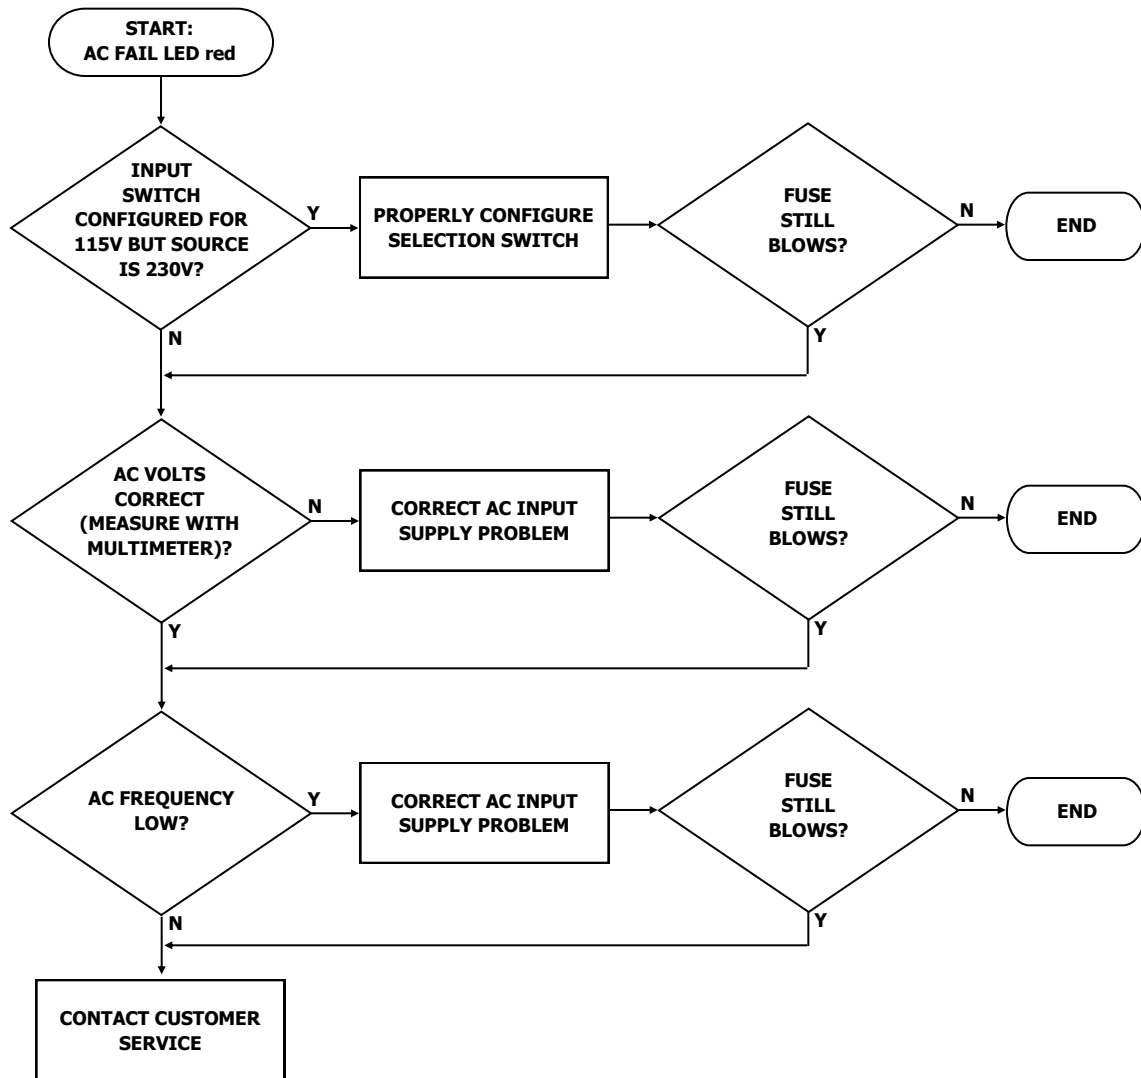 START:
AC FAIL LED red
INPUT
SWITCH
CONFIGURED FOR
115V BUT SOURCE
IS 230V?
Y
PROPERLY CONFIGURE
SELECTION SWITCH
FUSE
STILL
BLOWS?
N
END
N
Y
AC VOLTS
CORRECT
(MEASURE WITH
MULTIMETER)?
N
CORRECT AC INPUT
SUPPLY PROBLEM
FUSE
STILL
BLOWS?
N
END
Y
Y
AC FREQUENCY
LOW?
Y
CORRECT AC INPUT
SUPPLY PROBLEM
FUSE
STILL
BLOWS?
N
END
N
Y
CONTACT CUSTOMER
SERVICE